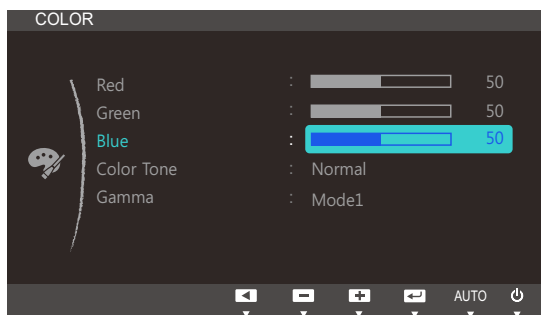 COLOR
Red : 50
Green : 50
Blue : 50
Color Tone : Normal
Gamma : Mode1
AUTO